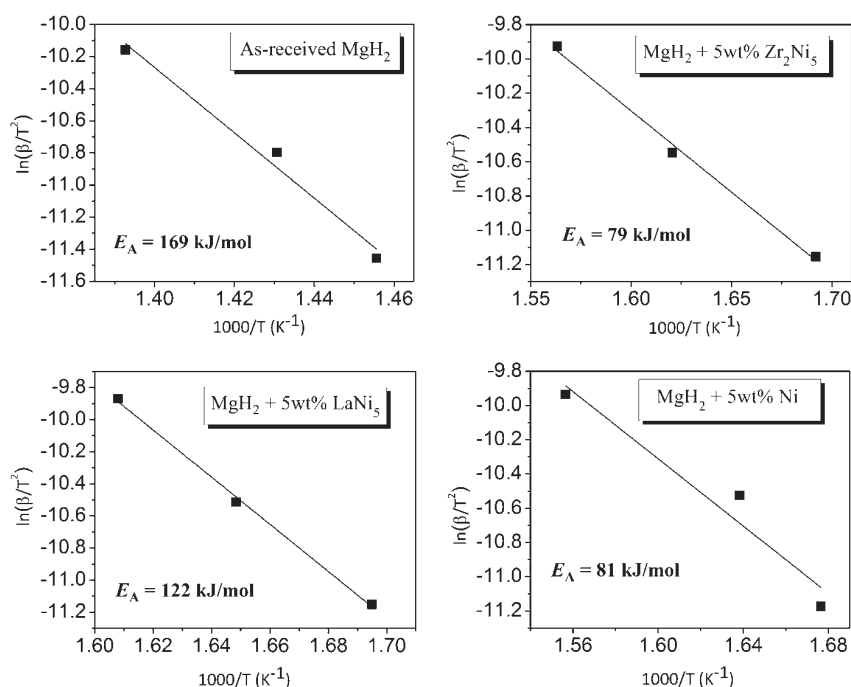 As-received MgH2
ln(β/T2)
-10.0
-10.2
-10.4
-10.6
-10.8
-11.0
-11.2
-11.4
-11.6
EA = 169 kJ/mol
1.40 1.42 1.44 1.46
1000/T (K-1)
MgH2 + 5wt% Zr2Ni5
ln(β/T2)
-9.8
-10.0
-10.2
-10.4
-10.6
-10.8
-11.0
-11.2
EA = 79 kJ/mol
1.55 1.60 1.65 1.70
1000/T (K-1)
MgH2 + 5wt% LaNi5
ln(β/T2)
-9.8
-10.0
-10.2
-10.4
-10.6
-10.8
-11.0
-11.2
EA = 122 kJ/mol
1.60 1.62 1.64 1.66 1.68 1.70
1000/T (K-1)
MgH2 + 5wt% Ni
ln(β/T2)
-9.8
-10.0
-10.2
-10.4
-10.6
-10.8
-11.0
-11.2
EA = 81 kJ/mol
1.56 1.60 1.64 1.68
1000/T (K-1)